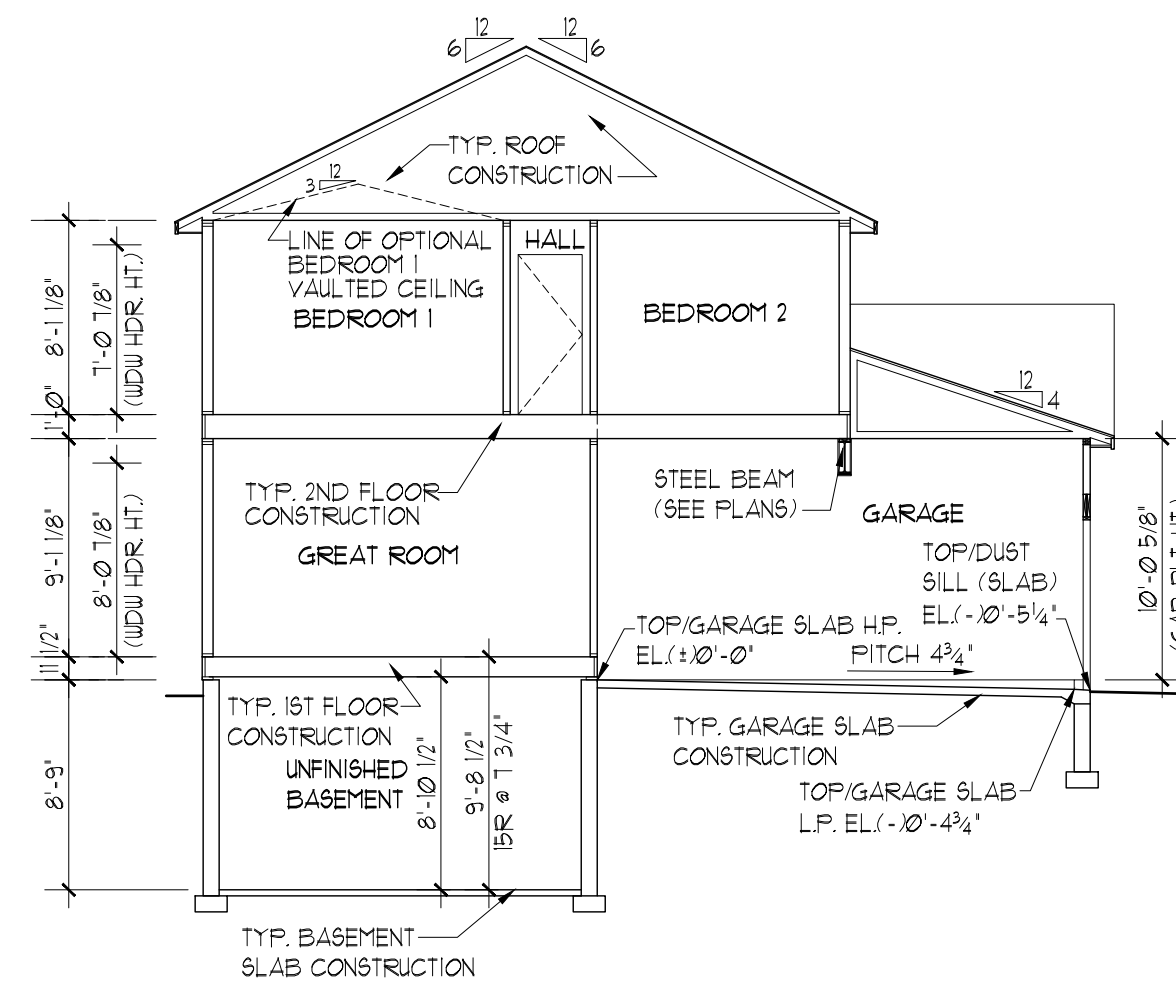 12
6
12
6
TYP. ROOF
CONSTRUCTION
12
3
LINE OF OPTIONAL
BEDROOM 1
VAULTED CEILING
BEDROOM 1
HALL
BEDROOM 2
8'-1 1/8"
7'-0 7/8"
(WDW HDR. HT.)
1'-0"
12
4
TYP. 2ND FLOOR
CONSTRUCTION
STEEL BEAM
(SEE PLANS)
GARAGE
GREAT ROOM
9'-1 1/8"
8'-0 7/8"
(WDW HDR. HT.)
11 1/2"
TOP/DUST
SILL (SLAB)
EL.(-)0'-5¼"
10'-0 5/8"
TOP/GARAGE SLAB H.P.
EL.(±)0'-0"
PITCH 4¾"
TYP. 1ST FLOOR
CONSTRUCTION
UNFINISHED
BASEMENT
8'-9"
8'-10 1/2"
9'-8 1/2"
15R @ 7 3/4"
TYP. GARAGE SLAB
CONSTRUCTION
TOP/GARAGE SLAB
L.P. EL.(-)0'-4¾"
TYP. BASEMENT
SLAB CONSTRUCTION